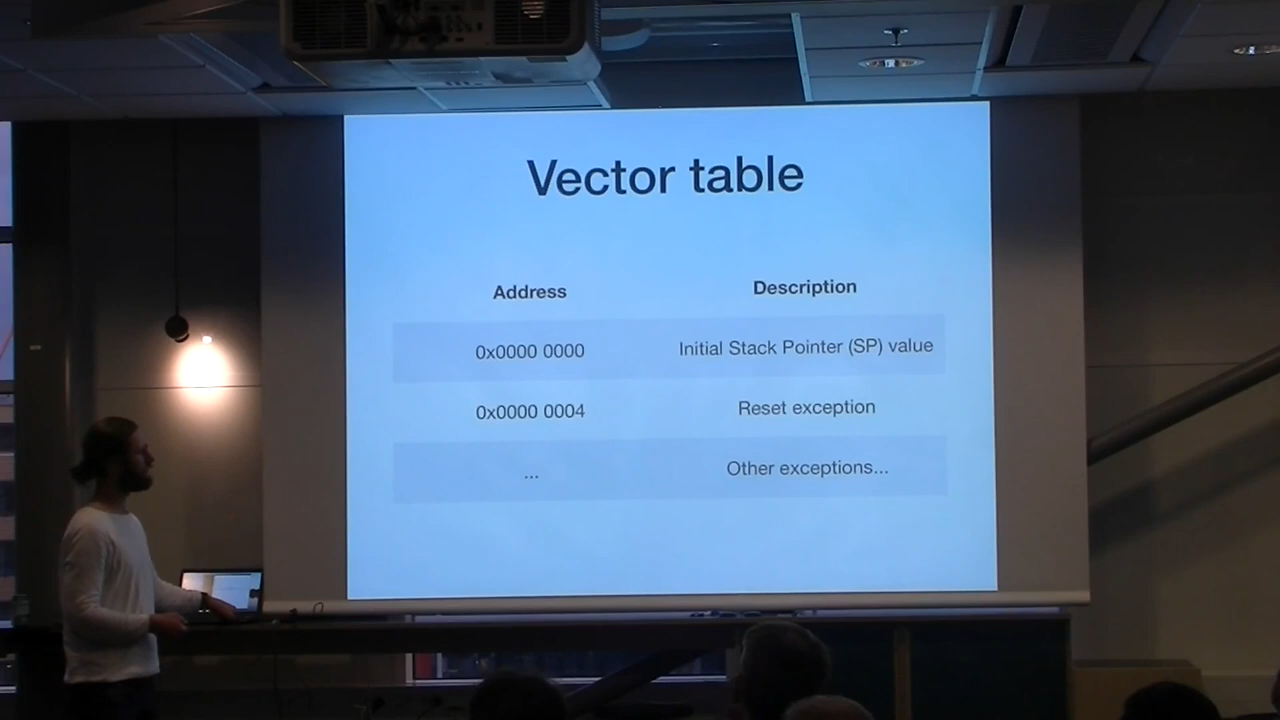 Vector table
Address Description
0x0000 0000 Initial Stack Pointer (SP) value
0x0000 0004 Reset exception
... Other exceptions...